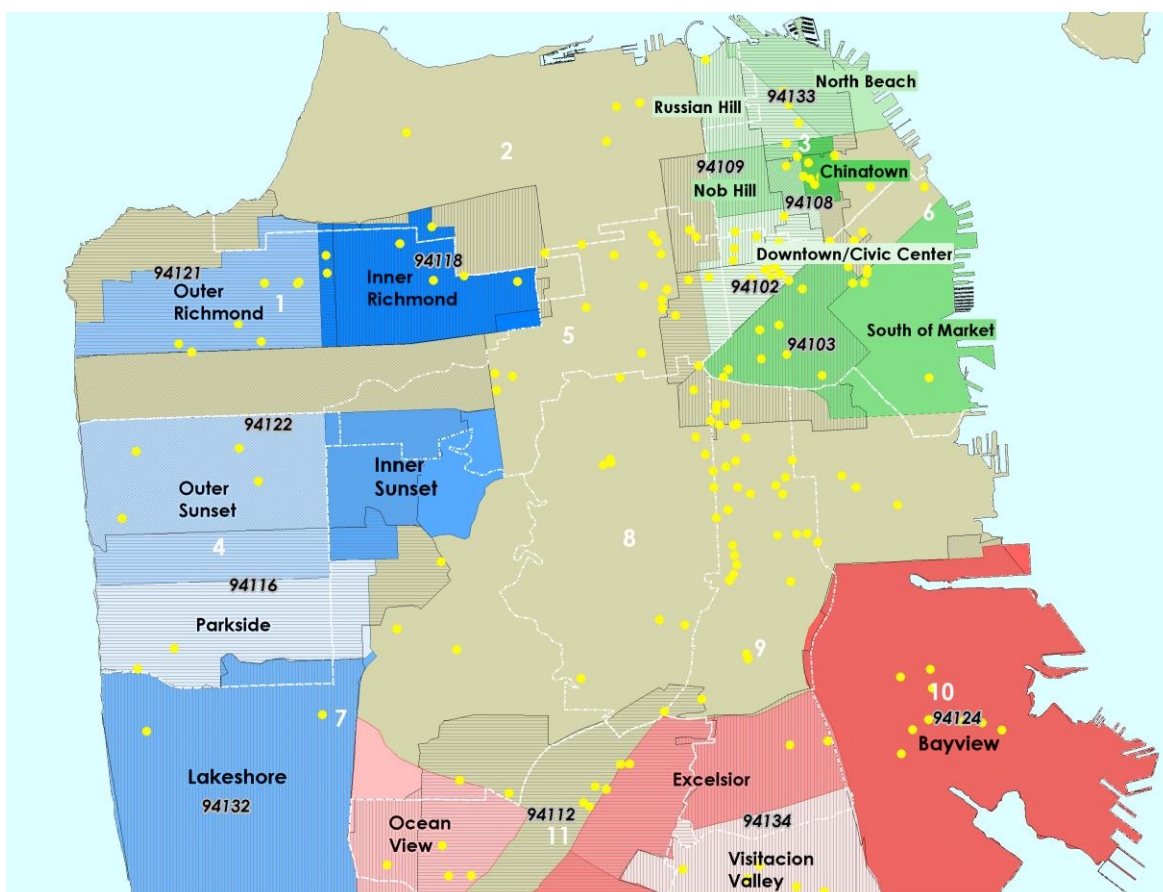 North Beach
94133
Russian Hill
2
3
94109
Nob Hill
Chinatown
94108
6
94121
Outer
Richmond
1
94118
Inner
Richmond
Downtown/Civic Center
94102
5
South of Market
94103
94122
Inner
Sunset
Outer
Sunset
4
8
94116
Parkside
9
7
10
94124
Bayview
Lakeshore
94132
Excelsior
94112
11
94134
Ocean
View
Visitacion
Valley